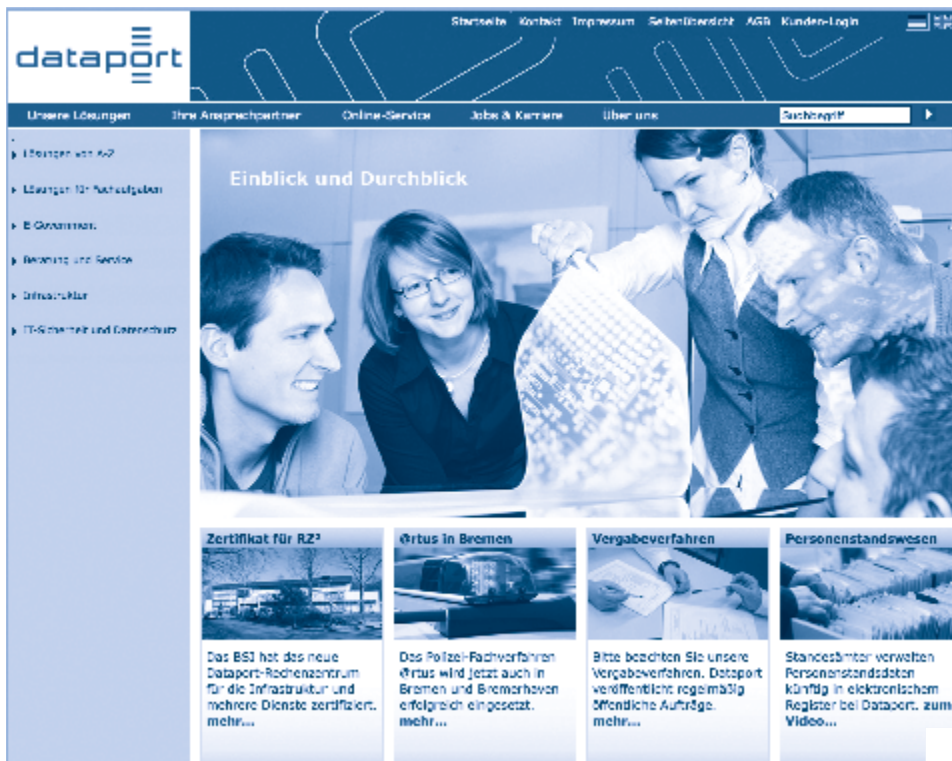 Startseite Kontakt Impressum Seitenübersicht AGB Kunden-Login
dataport
Unsere Lösungen Ihre Ansprechpartner Online-Service Jobs & Karriere Über uns Suchbegriff
Lösungen von A-Z
Lösungen für Fachaufgaben
E-Government
Beratung und Service
Infrastruktur
IT-Sicherheit und Datenschutz
Einblick und Durchblick
Zertifikat für RZ²
Das BSI hat das neue
Dataport-Rechenzentrum
für die Infrastruktur und
mehrere Dienste zertifiziert.
mehr...
@rtus in Bremen
Das Polizei-Fachverfahren
@rtus wird jetzt auch in
Bremen und Bremerhaven
erfolgreich eingesetzt.
mehr...
Vergabeverfahren
Bitte beachten Sie unsere
Vergabeverfahren. Dataport
veröffentlicht regelmäßig
öffentliche Aufträge.
mehr...
Personenstandswesen
Standesämter verwalten
Personenstandsdaten
künftig in elektronischem
Register bei Dataport. zum
Video...